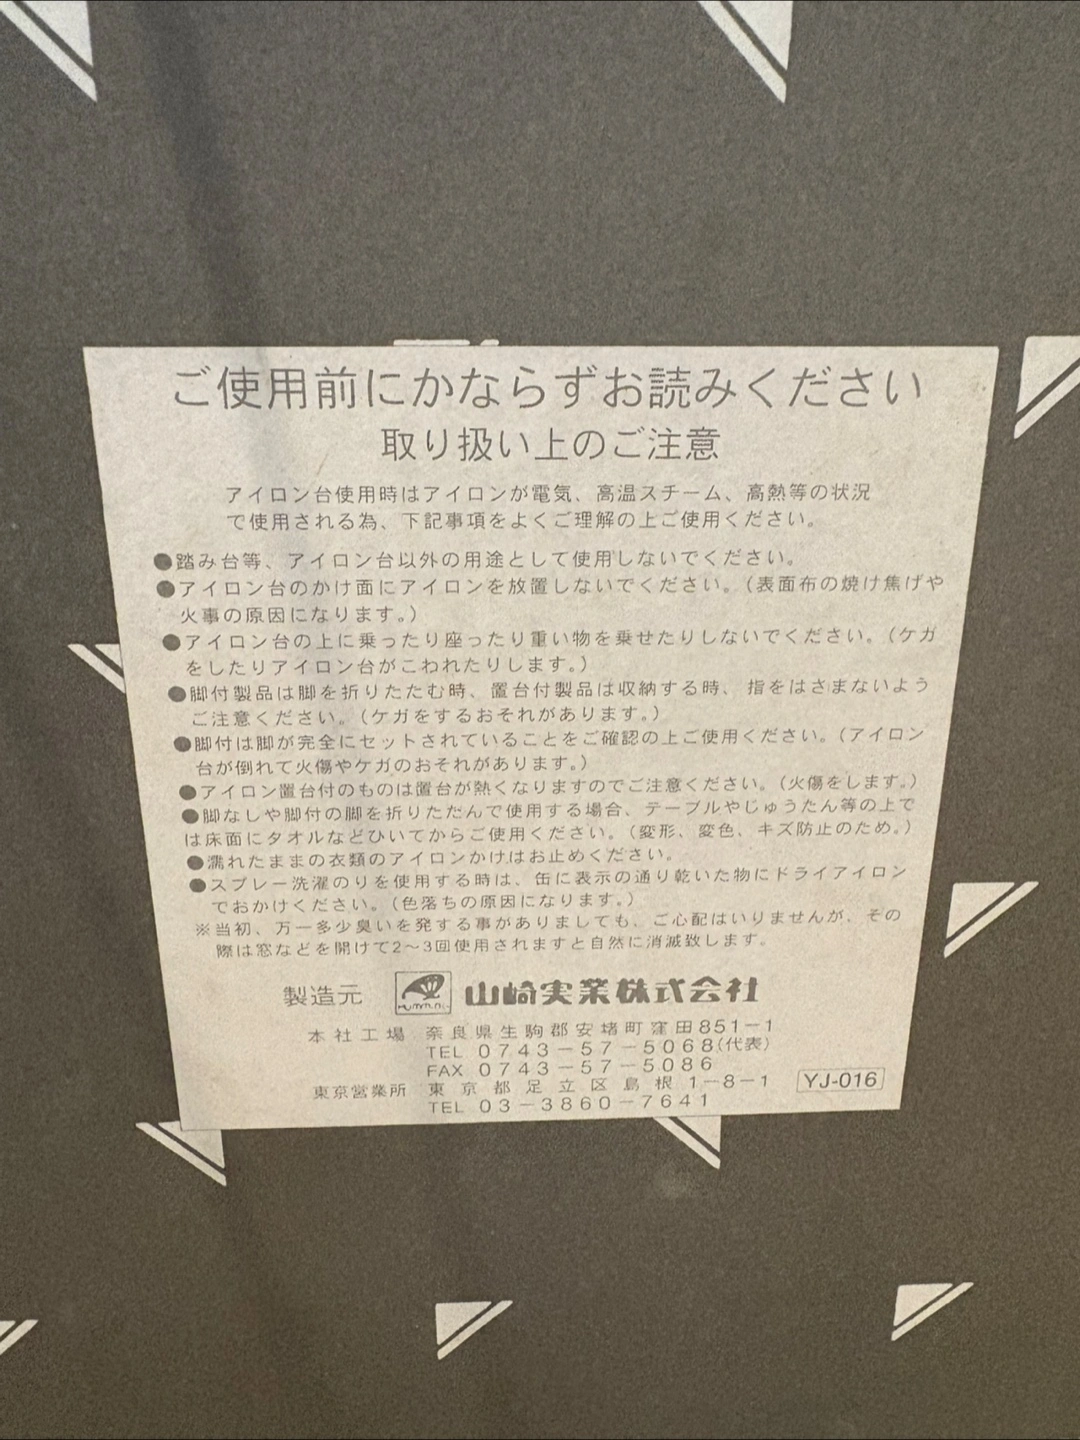 ご使用前にかならずお読みください
取り扱い上のご注意
アイロン台使用時はアイロンが電気、高温スチーム、高熱等の状況
で使用される為、下記事項をよくご理解の上ご使用ください。
●踏み台等、アイロン台以外の用途として使用しないでください。
●アイロン台のかけ面にアイロンを放置しないでください。（表面布の焼け焦げや
火事の原因になります。）
●アイロン台の上に乗ったり座ったり重い物を乗せたりしないでください。（ケガ
をしたりアイロン台がこわれたりします。）
●脚付製品は脚を折りたたむ時、置台付製品は収納する時、指をはさまないよう
ご注意ください。（ケガをするおそれがあります。）
●脚付は脚が完全にセットされていることをご確認の上ご使用ください。（アイロン
台が倒れて火傷やケガのおそれがあります。）
●アイロン置台付のものは置台が熱くなりますのでご注意ください。（火傷をします。）
●脚なしや脚付の脚を折りたたんで使用する場合、テーブルやじゅうたん等の上で
は床面にタオルなどひいてからご使用ください。（変形、変色、キズ防止のため。）
●濡れたままの衣類のアイロンかけはお止めください。
●スプレー洗濯のりを使用する時は、缶に表示の通り乾いた物にドライアイロン
でおかけください。（色落ちの原因になります。）
※当初、万一多少臭いを発する事がありましても、ご心配はいりませんが、その
際は窓などを開けて2〜3回使用されますと自然に消滅致します。
製造元 山崎実業株式会社
本社工場 奈良県生駒郡安堵町窪田851－1
TEL 0743－57－5068(代表)
FAX 0743－57－5086
東京営業所 東京都足立区島根1－8－1
TEL 03－3860－7641
YJ-016